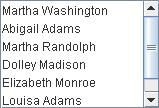 Martha Washington
Abigail Adams
Martha Randolph
Dolley Madison
Elizabeth Monroe
Louisa Adams